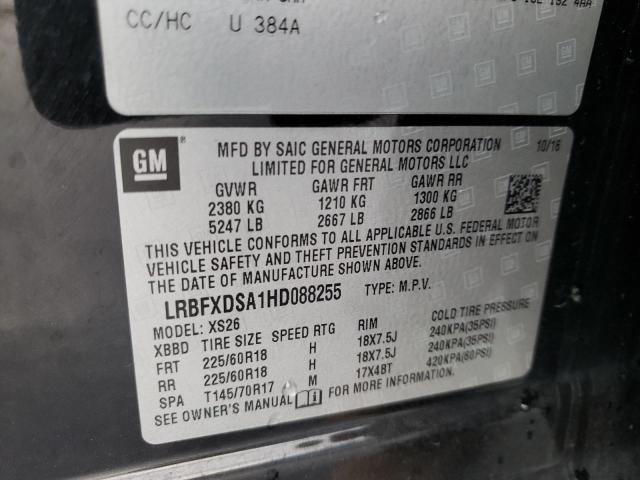 CC/HC U 384A
GM
MFD BY SAIC GENERAL MOTORS CORPORATION 10/16
LIMITED FOR GENERAL MOTORS LLC
GVWR GAWR FRT GAWR RR
2380 KG 1210 KG 1300 KG
5247 LB 2667 LB 2866 LB
THIS VEHICLE CONFORMS TO ALL APPLICABLE U.S. FEDERAL MOTOR
VEHICLE SAFETY AND THEFT PREVENTION STANDARDS IN EFFECT ON
THE DATE OF MANUFACTURE SHOWN ABOVE.
LRBFXDSA1HD088255 TYPE: M.P.V.
MODEL: XS26
XBBD TIRE SIZE SPEED RTG RIM COLD TIRE PRESSURE
FRT 225/60R18 H 18X7.5J 240KPA(35PSI)
RR 225/60R18 H 18X7.5J 240KPA(35PSI)
SPA T145/70R17 M 17X4BT 420KPA(60PSI)
SEE OWNER'S MANUAL FOR MORE INFORMATION.